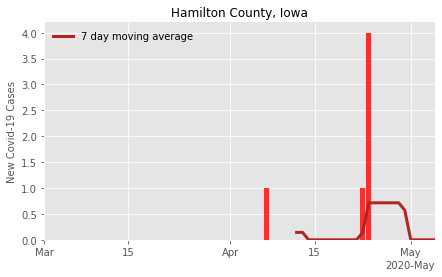 Hamilton County, Iowa
7 day moving average
New Covid-19 Cases
4.0
3.5
3.0
2.5
2.0
1.5
1.0
0.5
0.0
Mar 15 Apr 15 May
2020-May